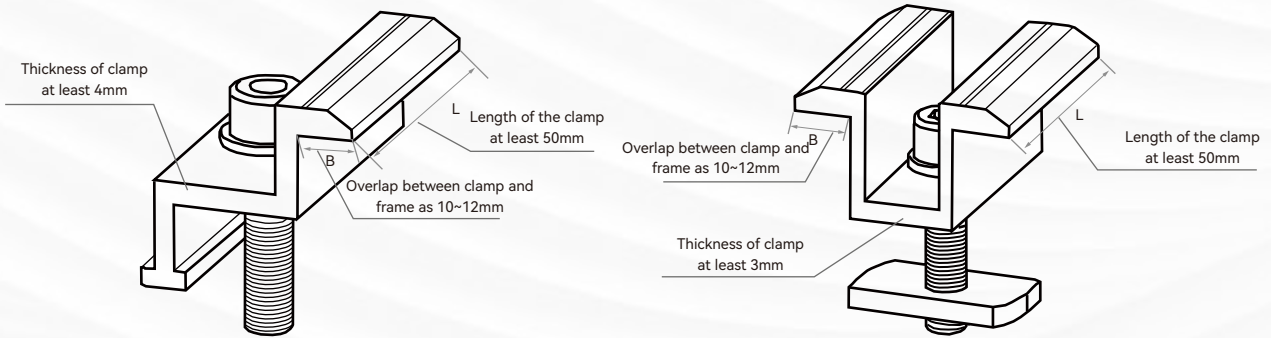 Thickness of clamp
at least 4mm
L
Length of the clamp
at least 50mm
B
Overlap between clamp and
frame as 10~12mm
L
Length of the clamp
at least 50mm
B
Overlap between clamp and
frame as 10~12mm
Thickness of clamp
at least 3mm